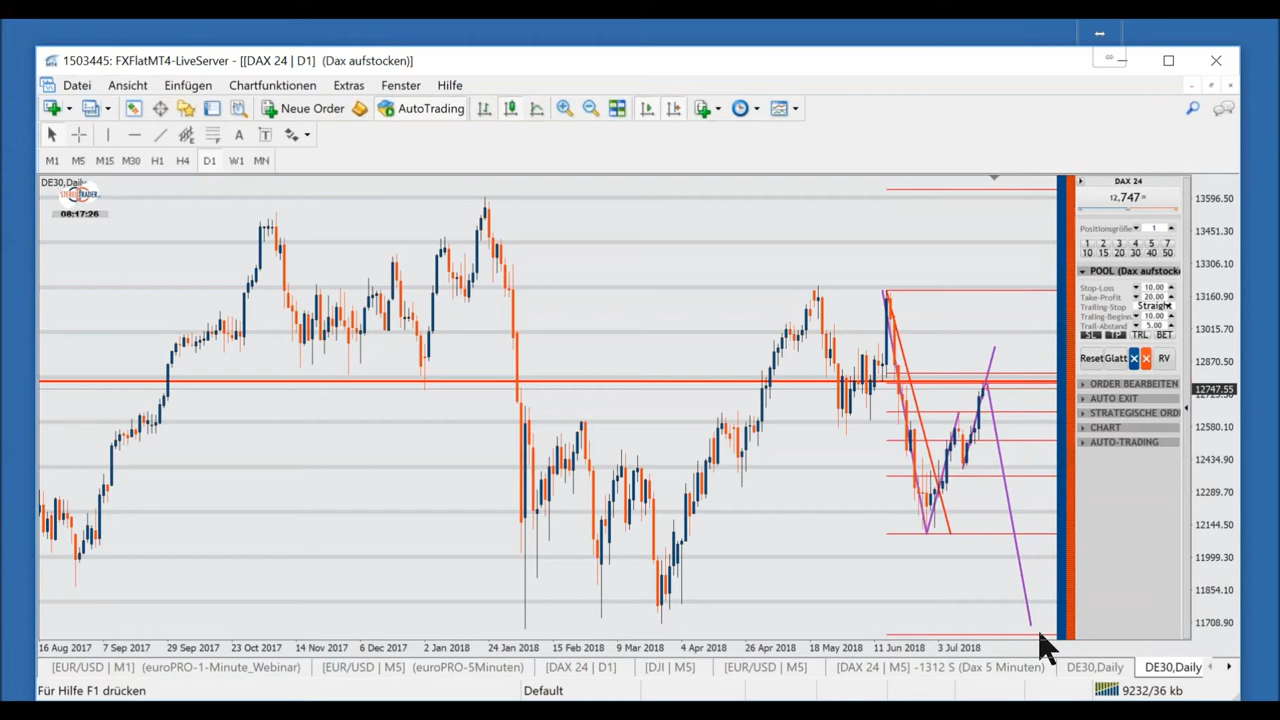 1503445: FXFlatMT4-LiveServer - [[DAX 24 | D1] (Dax aufstocken)]
Datei Ansicht Einfügen Chartfunktionen Extras Fenster Hilfe
Neue Order AutoTrading
A T
M1 M5 M15 M30 H1 H4 D1 W1 MN
DE30,Daily
STEREOTRADER
08:17:26
DAX 24
12,747
Positionsgröße 1
1 2 3 4 5 7
10 15 20 30 40 50
POOL (Dax aufstocke
Stop-Loss 10.00
Take-Profit 20.00
Trailing-Stop Straight
Traling-Beginn 10.00
Trail-Abstand 5.00
SL TP TRL BET
Reset Glatt RV
ORDER BEARBEITEN
AUTO EXIT
STRATEGISCHE ORD
CHART
AUTO-TRADING
13596.50
13451.30
13306.10
13160.90
13015.70
12870.50
12747.55
12580.10
12434.90
12289.70
12144.50
11999.30
11854.10
11708.90
16 Aug 2017 7 Sep 2017 29 Sep 2017 23 Oct 2017 14 Nov 2017 6 Dec 2017 2 Jan 2018 24 Jan 2018 15 Feb 2018 9 Mar 2018 4 Apr 2018 26 Apr 2018 18 May 2018 11 Jun 2018 3 Jul 2018
[EUR/USD | M1] (euroPRO-1-Minute_Webinar) [EUR/USD | M5] (euroPRO-5Minuten) [DAX 24 | D1] [DJI | M5] [EUR/USD | M5] [DAX 24 | M5] -1312 S (Dax 5 Minuten) DE30,Daily DE30,Daily
Für Hilfe F1 drücken Default 9232/36 kb